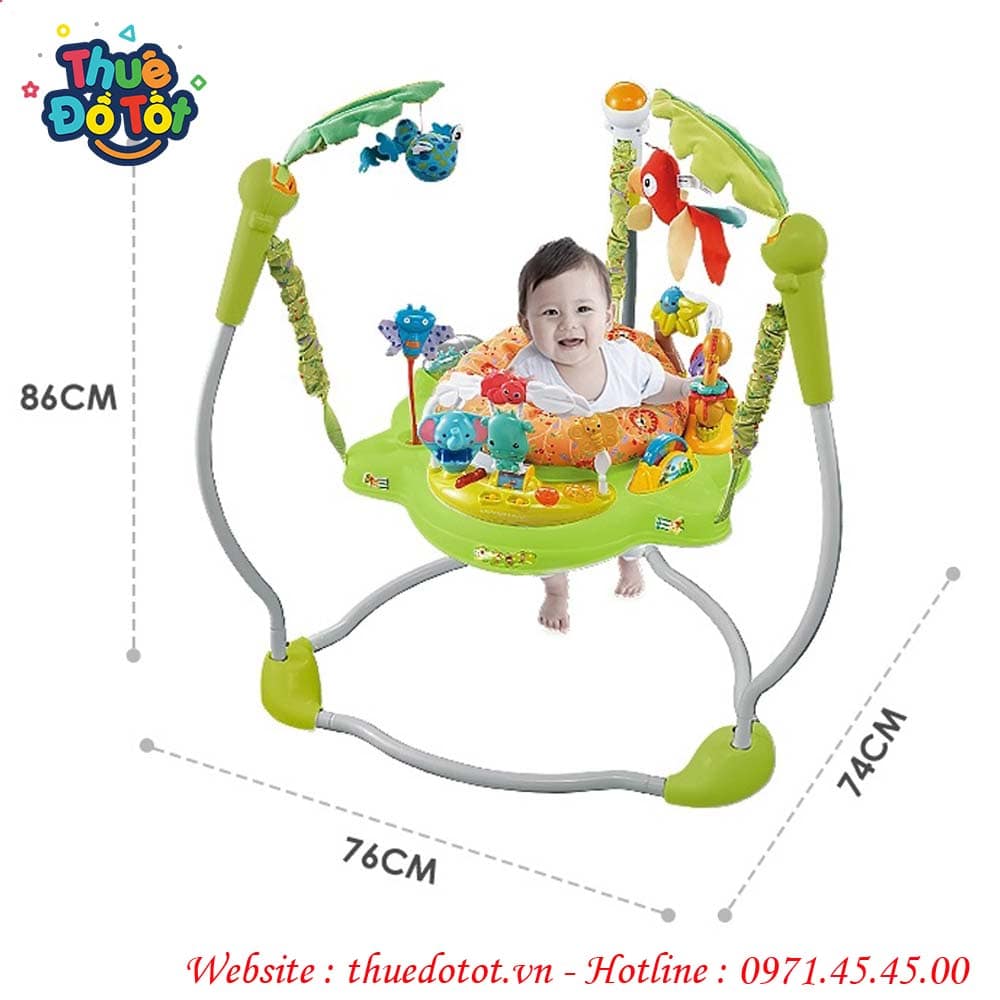 Thuê
Đồ Tốt
86CM
74CM
76CM
Website : thuedotot.vn - Hotline : 0971.45.45.00